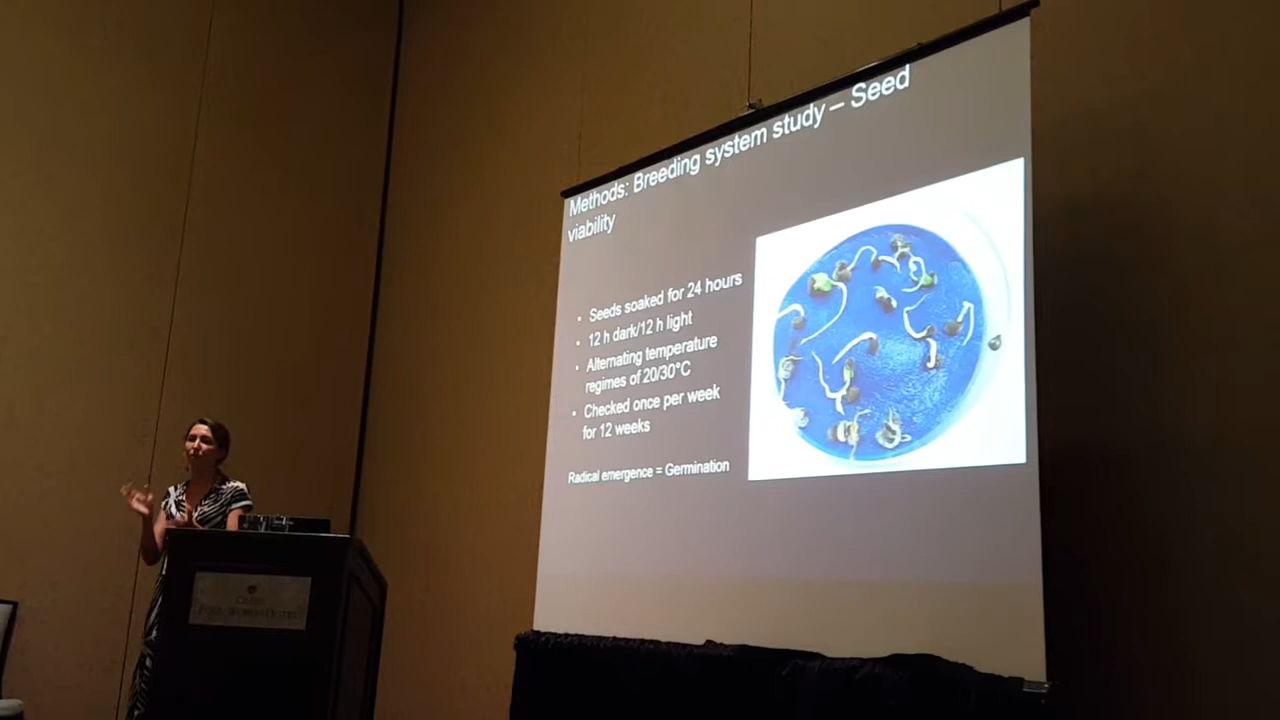 Methods: Breeding system study – Seed
viability
• Seeds soaked for 24 hours
• 12 h dark/12 h light
• Alternating temperature
regimes of 20/30°C
• Checked once per week
for 12 weeks
Radical emergence = Germination
OMNI